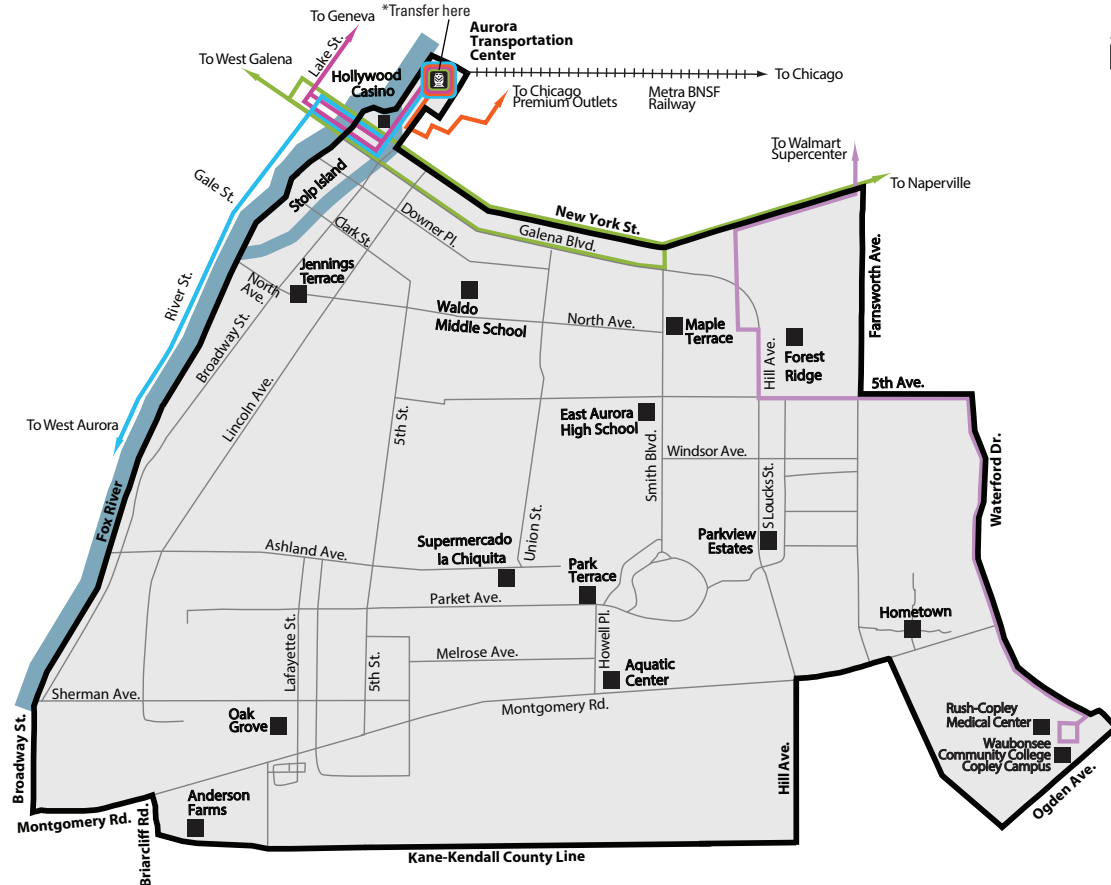 *Transfer here
To Geneva
Aurora
Transportation
Center
Lake St.
To West Galena
Hollywood
Casino
To Chicago
To Chicago
Premium Outlets
Metra BNSF
Railway
To Walmart
Supercenter
To Naperville
Gale St.
Stolp Island
New York St.
Galena Blvd.
Downer Pl.
Clark St.
Farnsworth Ave.
Jennings
Terrace
North
Ave.
River St.
Waldo
Middle School
North Ave.
Maple
Terrace
Hill Ave.
Forest
Ridge
Broadway St.
Lincoln Ave.
5th Ave.
5th St.
East Aurora
High School
To West Aurora
Smith Blvd.
Windsor Ave.
S Loucks St.
Waterford Dr.
Fox River
Union St.
Ashland Ave.
Supermercado
la Chiquita
Parkview
Estates
Park
Terrace
Parket Ave.
Hometown
Lafayette St.
5th St.
Melrose Ave.
Howell Pl.
Aquatic
Center
Sherman Ave.
Montgomery Rd.
Oak
Grove
Rush-Copley
Medical Center
Waubonsee
Community College
Copley Campus
Broadway St.
Hill Ave.
Ogden Ave.
Anderson
Farms
Montgomery Rd.
Briarcliff Rd.
Kane-Kendall County Line